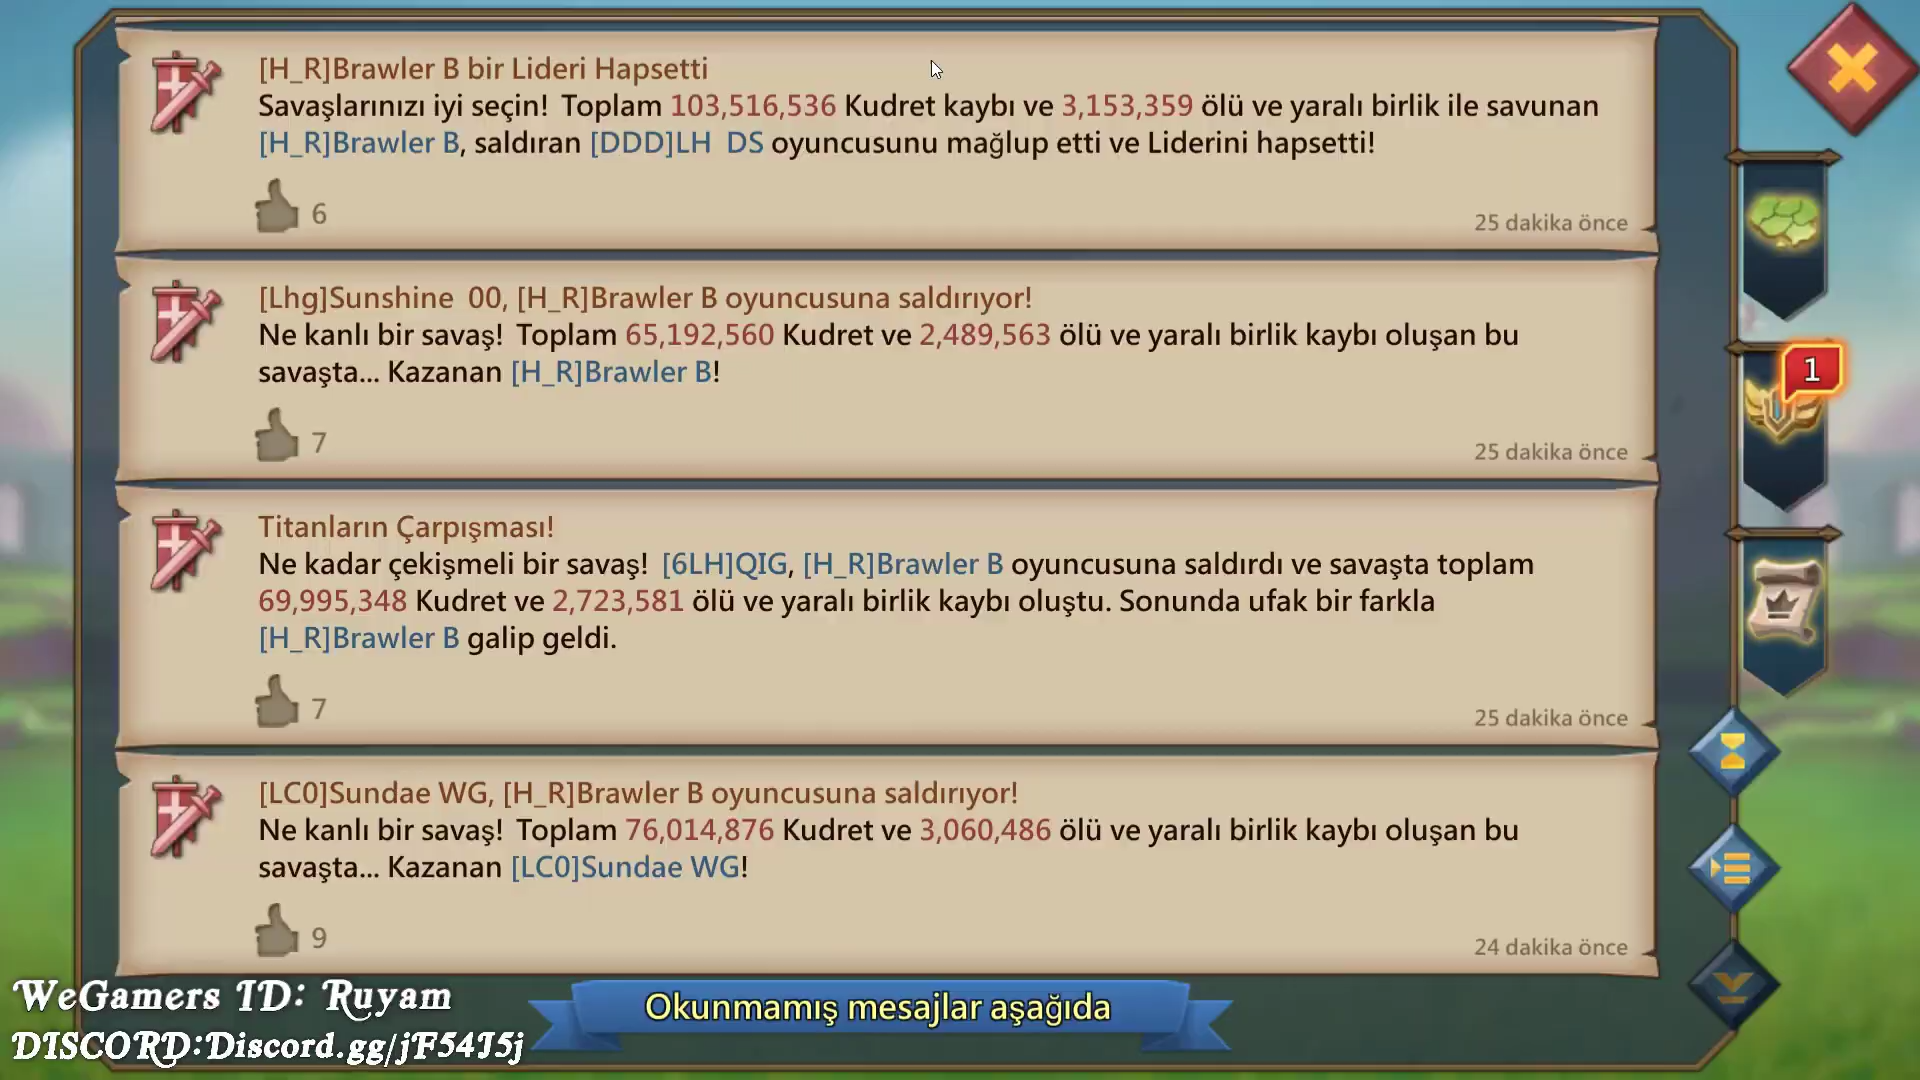 [H_R]Brawler B bir Lideri Hapsetti
Savaşlarınızı iyi seçin! Toplam 103,516,536 Kudret kaybı ve 3,153,359 ölü ve yaralı birlik ile savunan
[H_R]Brawler B, saldıran [DDD]LH DS oyuncusunu mağlup etti ve Liderini hapsetti!
6
25 dakika önce
[Lhg]Sunshine 00, [H_R]Brawler B oyuncusuna saldırıyor!
Ne kanlı bir savaş! Toplam 65,192,560 Kudret ve 2,489,563 ölü ve yaralı birlik kaybı oluşan bu
savaşta... Kazanan [H_R]Brawler B!
7
25 dakika önce
Titanların Çarpışması!
Ne kadar çekişmeli bir savaş! [6LH]QIG, [H_R]Brawler B oyuncusuna saldırdı ve savaşta toplam
69,995,348 Kudret ve 2,723,581 ölü ve yaralı birlik kaybı oluştu. Sonunda ufak bir farkla
[H_R]Brawler B galip geldi.
7
25 dakika önce
[LC0]Sundae WG, [H_R]Brawler B oyuncusuna saldırıyor!
Ne kanlı bir savaş! Toplam 76,014,876 Kudret ve 3,060,486 ölü ve yaralı birlik kaybı oluşan bu
savaşta... Kazanan [LC0]Sundae WG!
9
24 dakika önce
1
Okunmamış mesajlar aşağıda
WeGamers ID: Ruyam
DISCORD:Discord.gg/jF54J5j